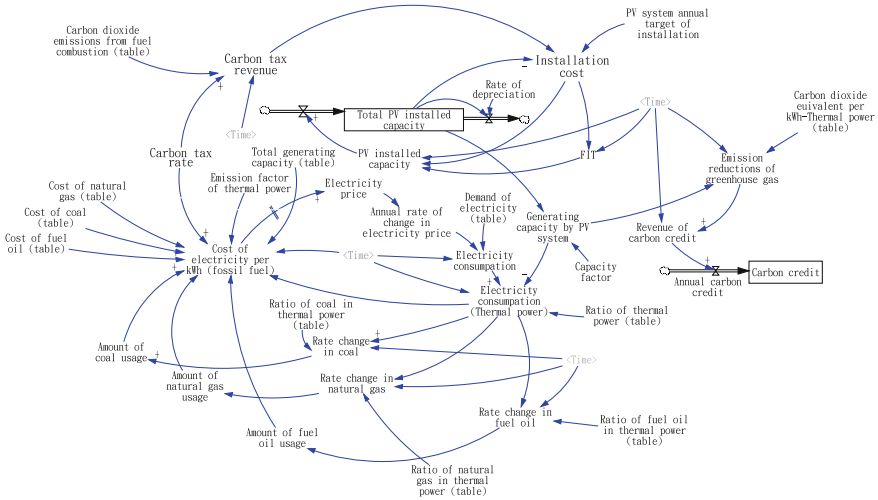 Carbon dioxide
emissions from fuel
combustion (table)
Carbon tax
revenue
PV system annual
target of
installation
Installation
cost
Rate of
depreciation
Total PV installed
capacity
<Time>
Carbon dioxide
euivalent per
kWh-Thermal power
(table)
<Time>
Carbon tax
rate
Total generating
capacity (table)
PV installed
capacity
FIT
Emission
reductions of
greenhouse gas
Emission factor
of thermal power
Electricity
price
Cost of natural
gas (table)
Cost of coal
(table)
Cost of fuel
oil (table)
Annual rate of
change in
electricity price
Demand of
electricity
(table)
Generating
capacity by PV
system
Revenue of
carbon credit
Cost of
electricity per
kWh (fossil fuel)
<Time>
Electricity
consumpation
Capacity
factor
Annual carbon
credit
Carbon credit
Electricity
consumpation
(Thermal power)
Ratio of coal in
thermal power
(table)
Ratio of thermal
power (table)
Amount of
coal usage
Rate change
in coal
<Time>
Amount of
natural gas
usage
Rate change in
natural gas
Rate change in
fuel oil
Ratio of fuel oil
in thermal power
(table)
Amount of fuel
oil usage
Ratio of natural
gas in thermal
power (table)